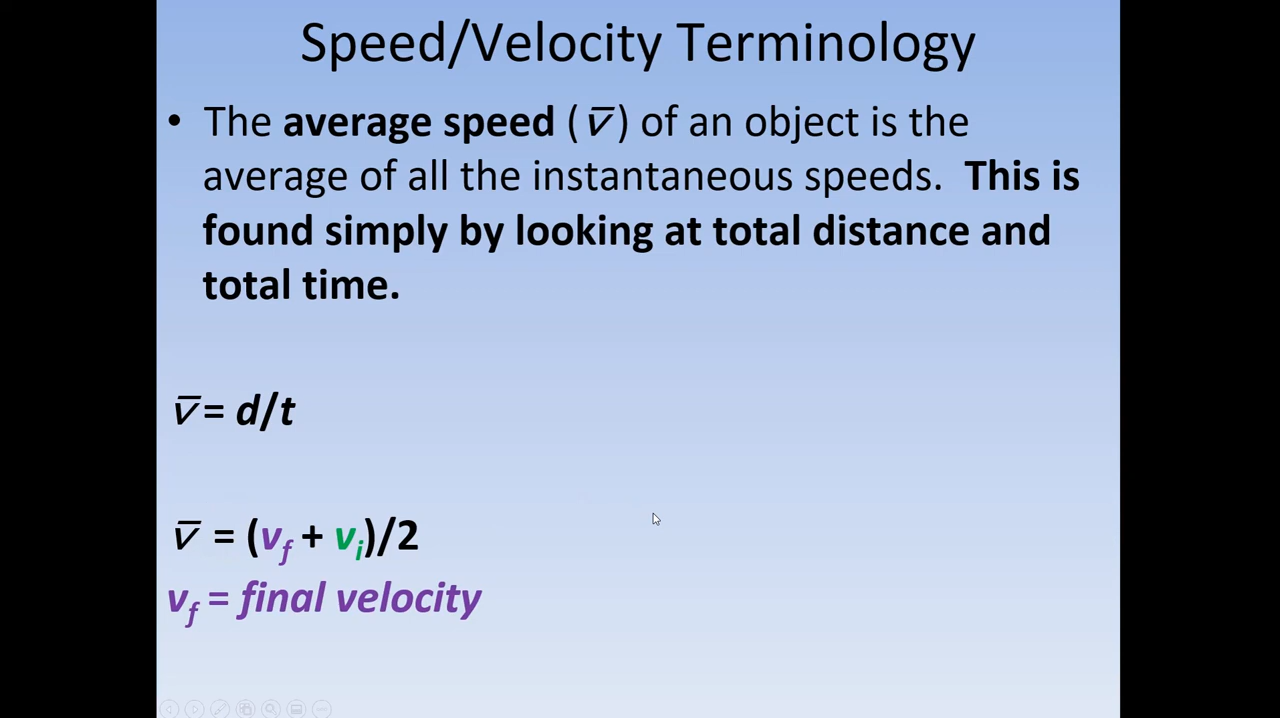 Speed/Velocity Terminology
• The average speed (v̅) of an object is the
average of all the instantaneous speeds.  This is
found simply by looking at total distance and
total time.
v̅ = d/t
v̅ = (vf + vi)/2
vf = final velocity